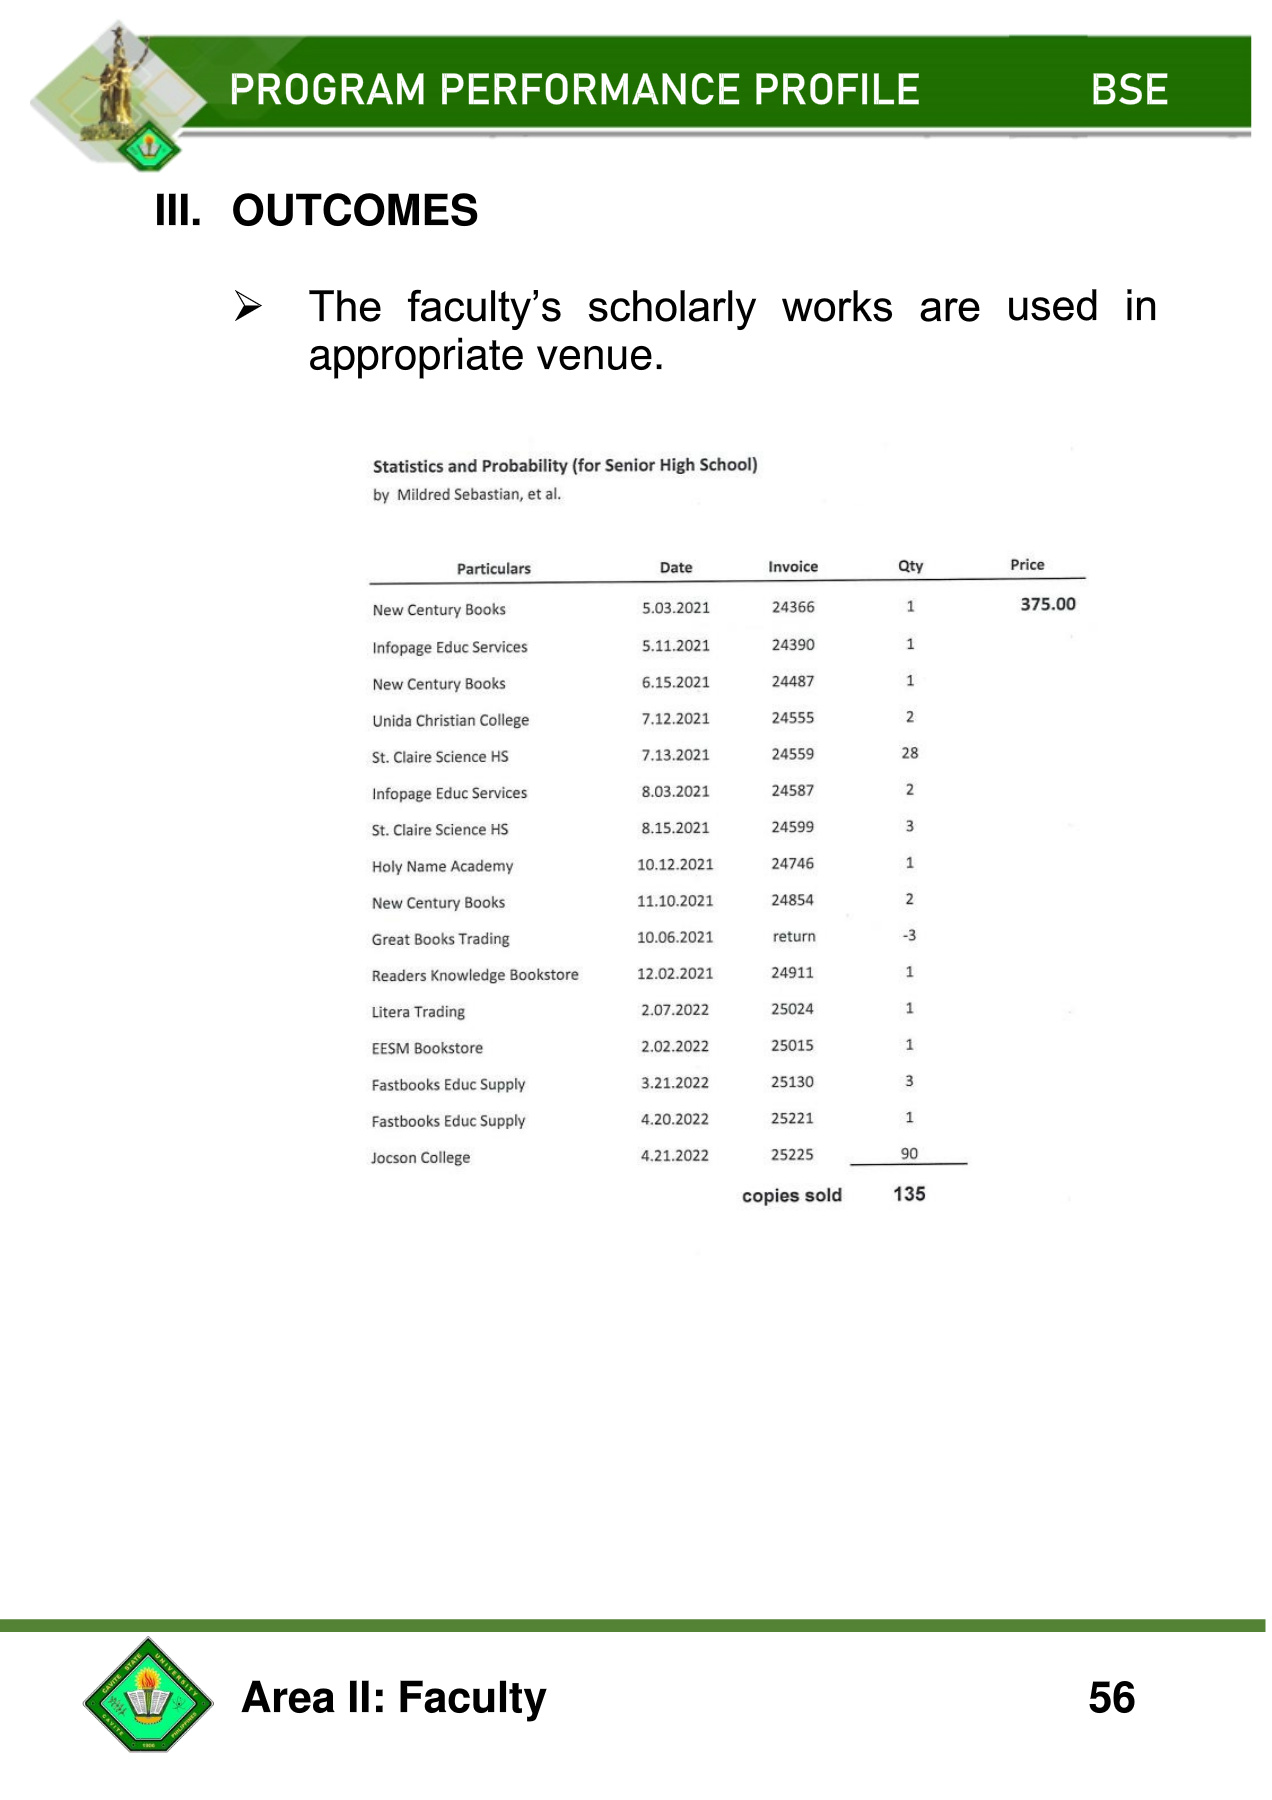 PROGRAM PERFORMANCE PROFILE BSE
III. OUTCOMES
➢ The faculty’s scholarly works are used in
appropriate venue.
Statistics and Probability (for Senior High School)
by Mildred Sebastian, et al.
Particulars Date Invoice Qty Price
New Century Books 5.03.2021 24366 1 375.00
Infopage Educ Services 5.11.2021 24390 1
New Century Books 6.15.2021 24487 1
Unida Christian College 7.12.2021 24555 2
St. Claire Science HS 7.13.2021 24559 28
Infopage Educ Services 8.03.2021 24587 2
St. Claire Science HS 8.15.2021 24599 3
Holy Name Academy 10.12.2021 24746 1
New Century Books 11.10.2021 24854 2
Great Books Trading 10.06.2021 return -3
Readers Knowledge Bookstore 12.02.2021 24911 1
Litera Trading 2.07.2022 25024 1
EESM Bookstore 2.02.2022 25015 1
Fastbooks Educ Supply 3.21.2022 25130 3
Fastbooks Educ Supply 4.20.2022 25221 1
Jocson College 4.21.2022 25225 90
copies sold 135
CAVITE STATE UNIVERSITY
CAVITE PHILIPPINES
1906
Area II: Faculty 56